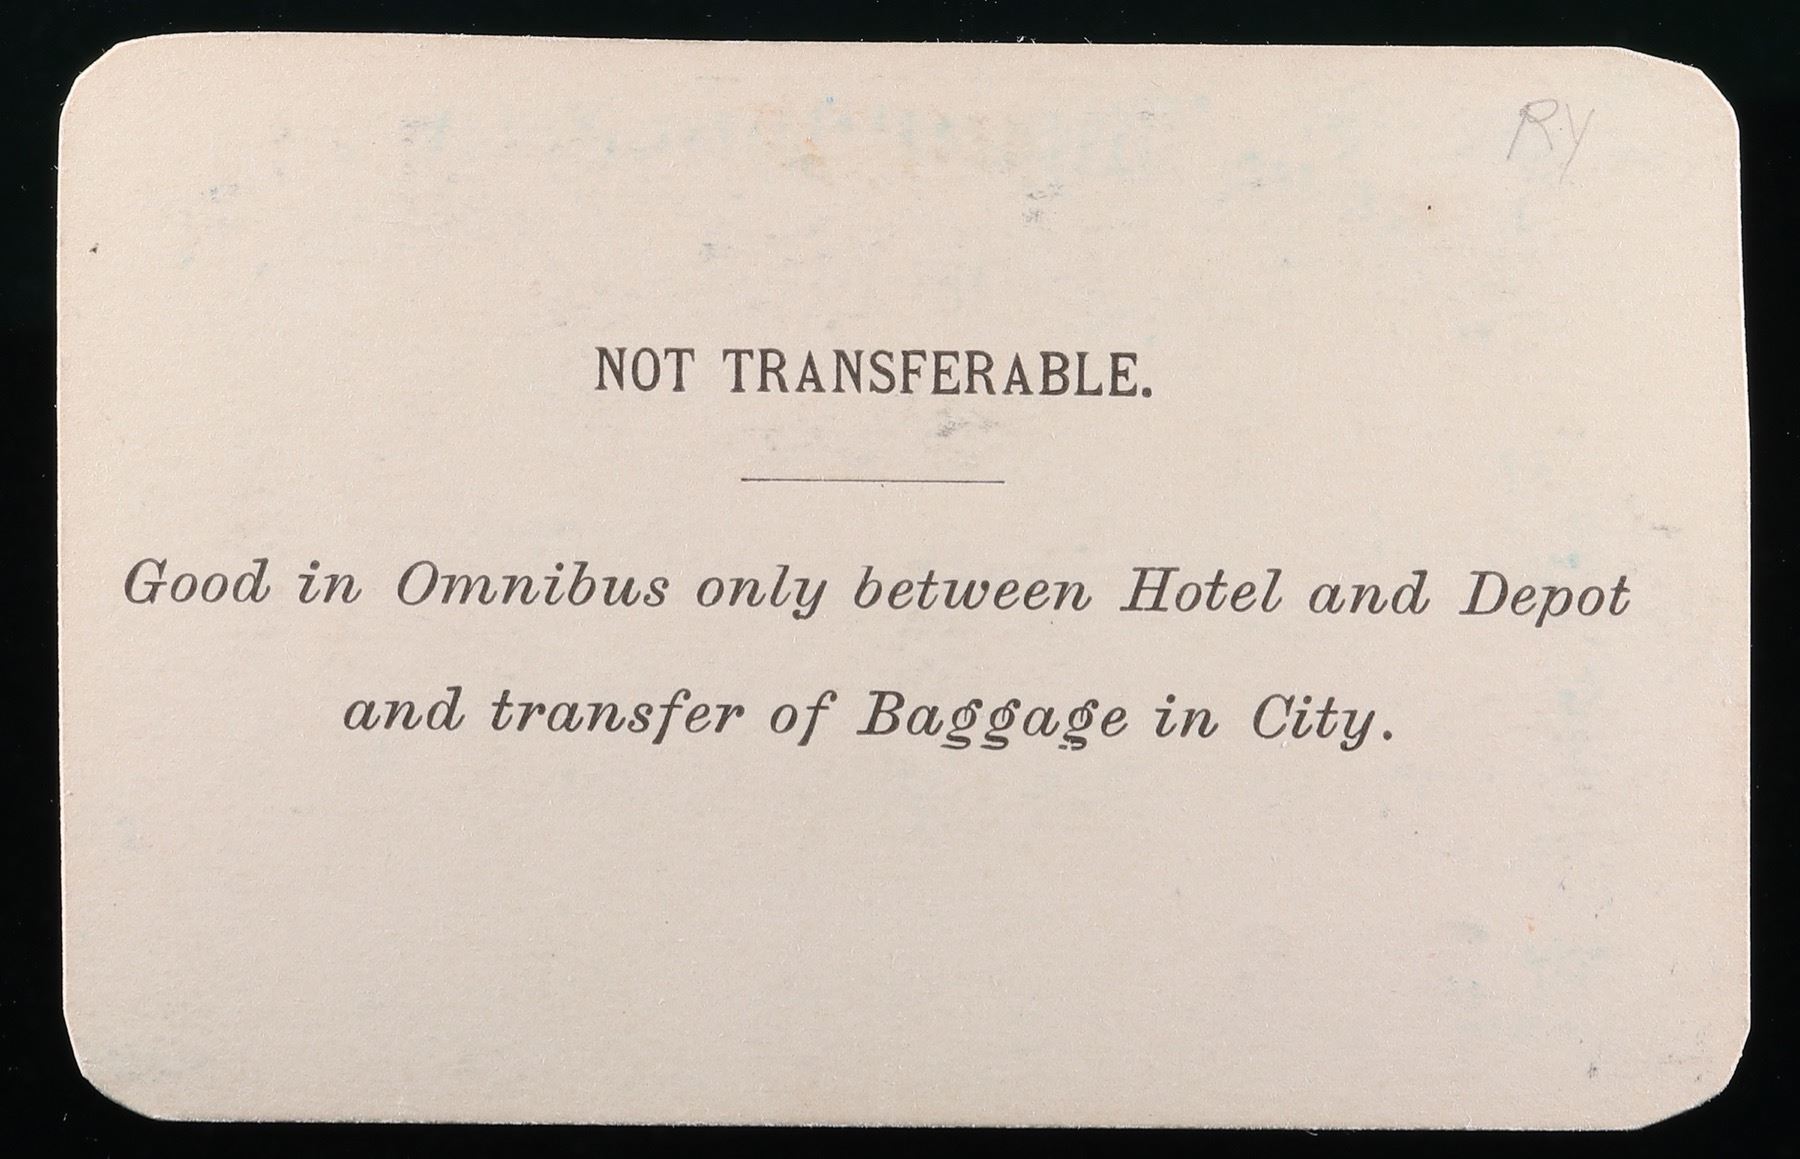 RY
NOT TRANSFERABLE.
Good in Omnibus only between Hotel and Depot
and transfer of Baggage in City.